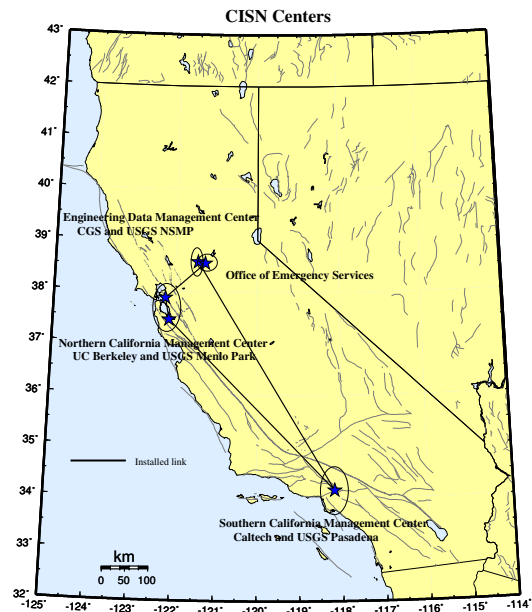 CISN Centers
43˚
42˚
41˚
40˚
39˚
38˚
37˚
36˚
35˚
34˚
33˚
32˚
Engineering Data Management Center
CGS and USGS NSMP
Office of Emergency Services
Northern California Management Center
UC Berkeley and USGS Menlo Park
Installed link
Southern California Management Center
Caltech and USGS Pasadena
km
0 50 100
-125˚ -124˚ -123˚ -122˚ -121˚ -120˚ -119˚ -118˚ -117˚ -116˚ -115˚ -114˚